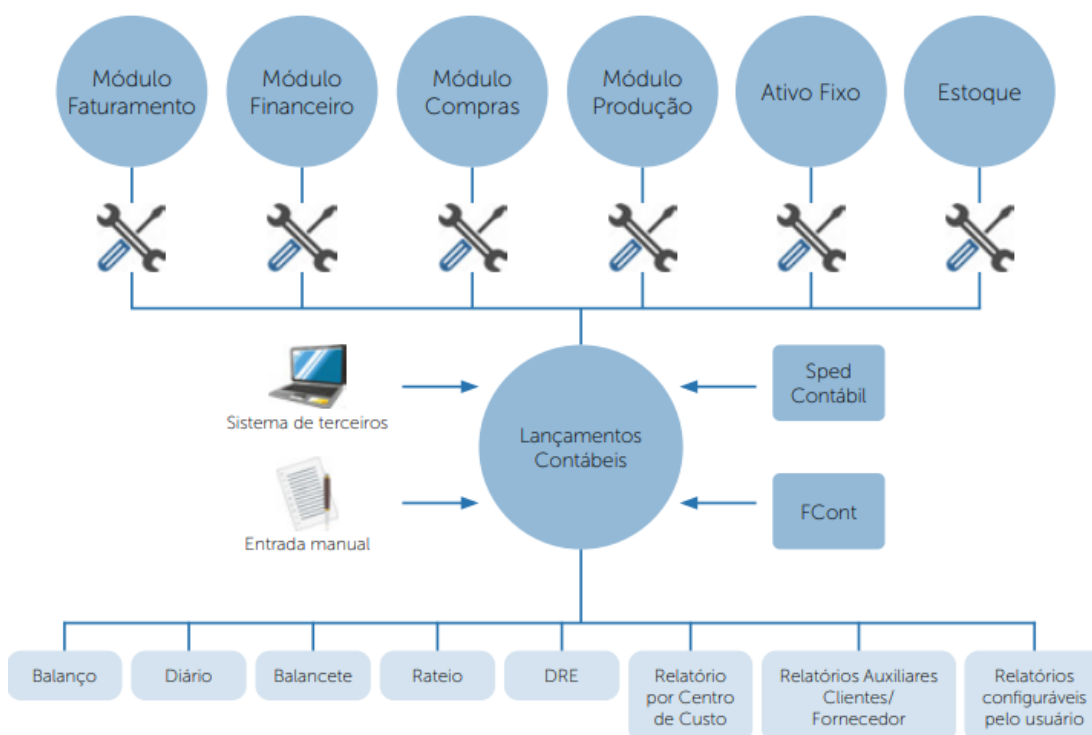 Módulo
Faturamento
Módulo
Financeiro
Módulo
Compras
Módulo
Produção
Ativo Fixo
Estoque
Sistema de terceiros
Sped
Contábil
Lançamentos
Contábeis
Entrada manual
FCont
Balanço
Diário
Balancete
Rateio
DRE
Relatório
por Centro
de Custo
Relatórios Auxiliares
Clientes/
Fornecedor
Relatórios
configuráveis
pelo usuário